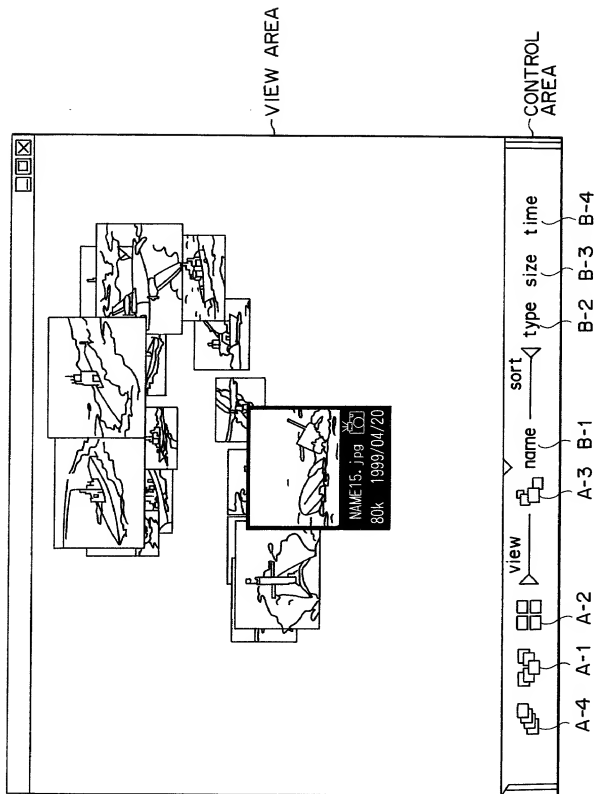 VIEW AREA
NAME15.jpg
80k 1999/04/20
CONTROL
AREA
view
sort
name type size time
A-4 A-1 A-2 A-3 B-1 B-2 B-3 B-4